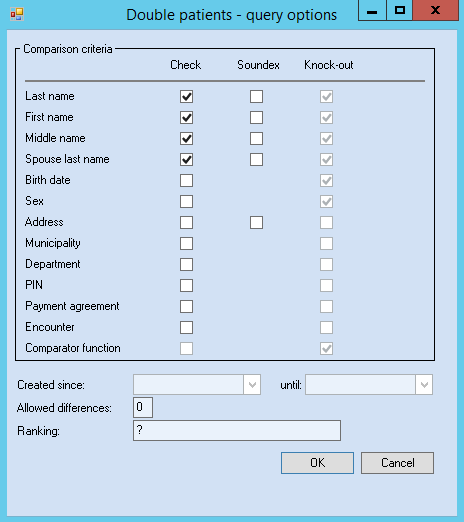 Double patients - query options
Comparison criteria
Check Soundex Knock-out
Last name
First name
Middle name
Spouse last name
Birth date
Sex
Address
Municipality
Department
PIN
Payment agreement
Encounter
Comparator function
Created since: until:
Allowed differences: 0
Ranking: ?
OK Cancel